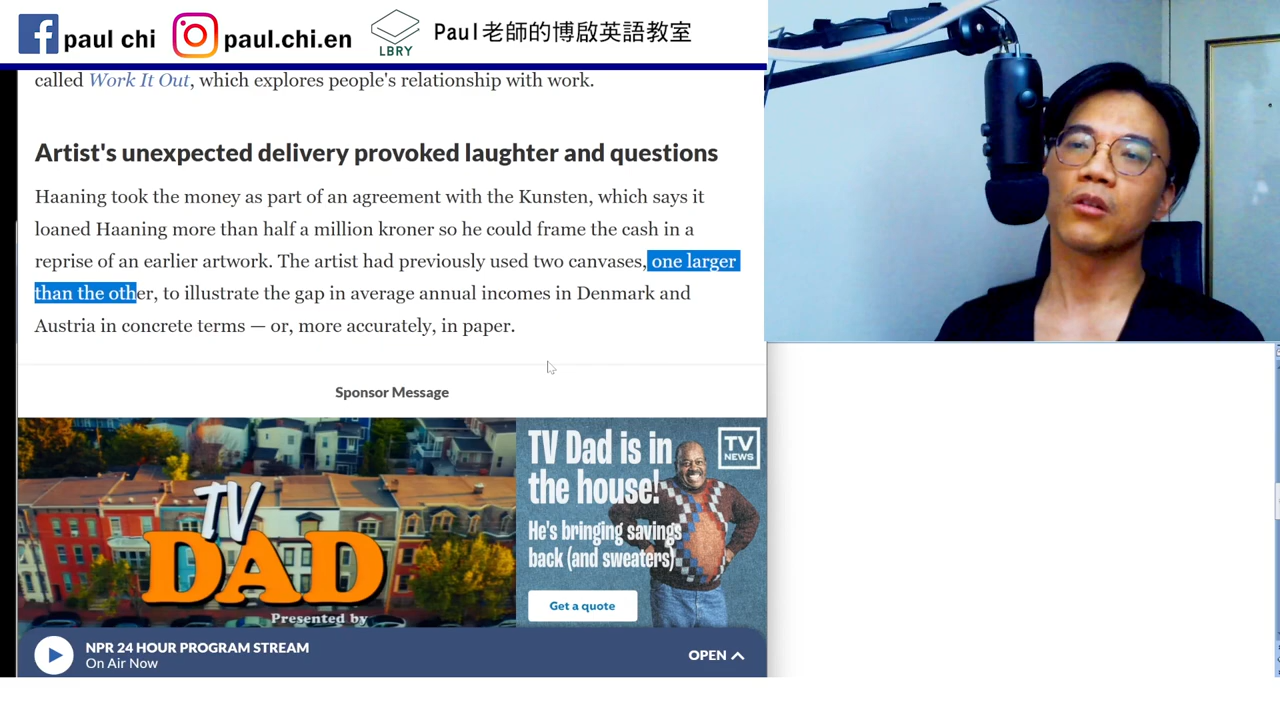 paul chi
paul.chi.en
LBRY
Paul老師的博啟英語教室
called Work It Out, which explores people's relationship with work.
Artist's unexpected delivery provoked laughter and questions
Haaning took the money as part of an agreement with the Kunsten, which says it
loaned Haaning more than half a million kroner so he could frame the cash in a
reprise of an earlier artwork. The artist had previously used two canvases, one larger
than the other, to illustrate the gap in average annual incomes in Denmark and
Austria in concrete terms — or, more accurately, in paper.
Sponsor Message
TV
DAD
Presented by
TV Dad is in
the house!
TV
NEWS
He's bringing savings
back (and sweaters)
Get a quote
NPR 24 HOUR PROGRAM STREAM
On Air Now
OPEN